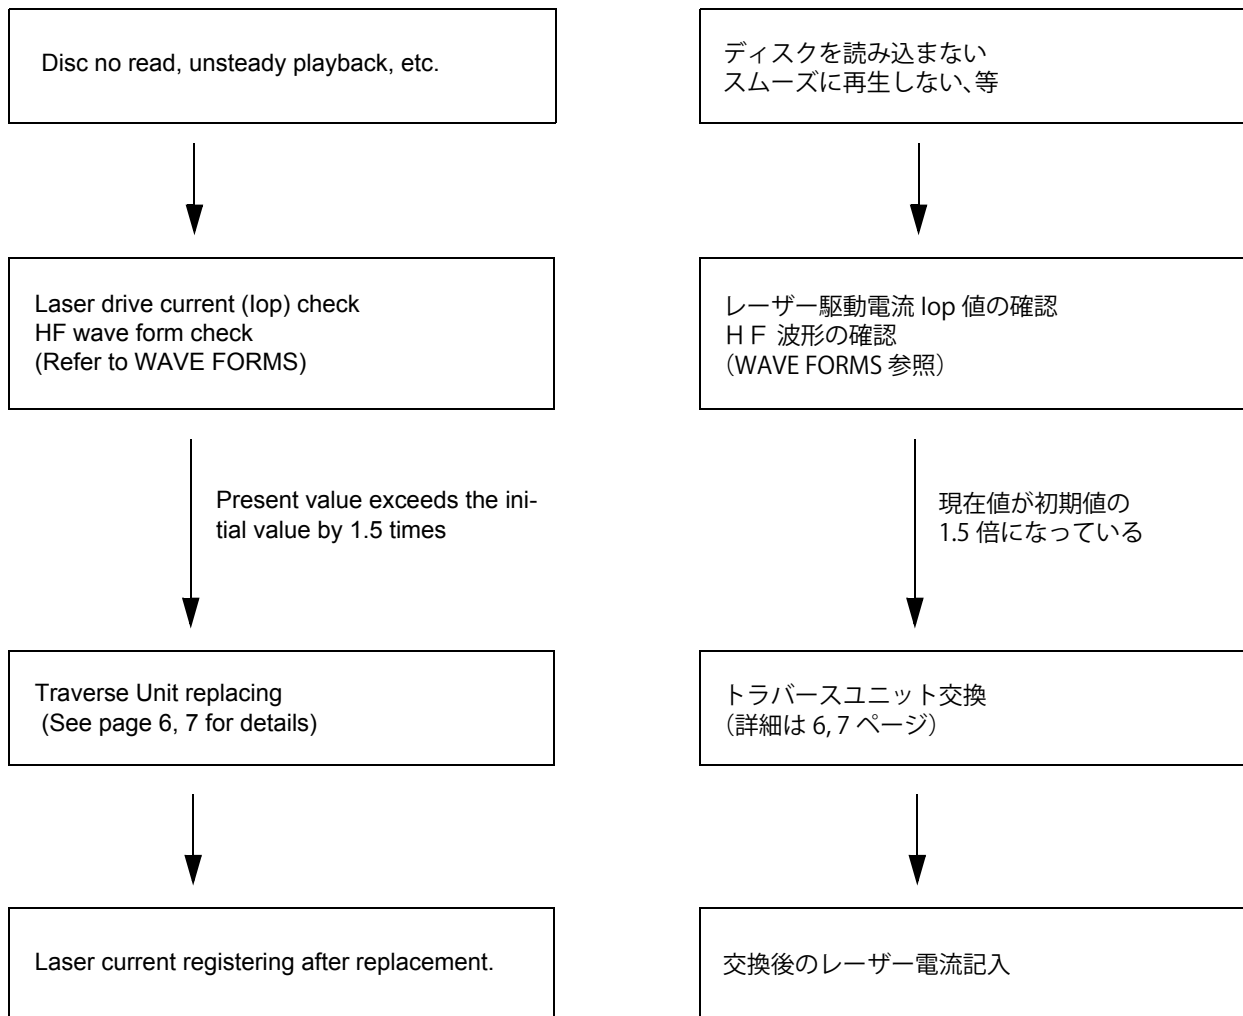 Disc no read, unsteady playback, etc.
Laser drive current (Iop) check
HF wave form check
(Refer to WAVE FORMS)
Present value exceeds the ini-
tial value by 1.5 times
Traverse Unit replacing
(See page 6, 7 for details)
Laser current registering after replacement.
ディスクを読み込まない
スムーズに再生しない、等
レーザー駆動電流 Iop 値の確認
ＨＦ 波形の確認
（WAVE FORMS 参照）
現在値が初期値の
1.5 倍になっている
トラバースユニット交換
（詳細は 6, 7 ページ）
交換後のレーザー電流記入